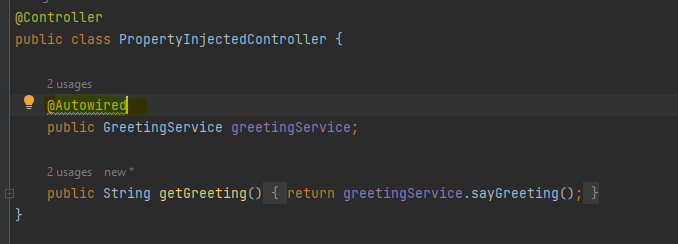 @Controller
public class PropertyInjectedController {
2 usages
@Autowired
public GreetingService greetingService;
2 usages new *
public String getGreeting() { return greetingService.sayGreeting(); }
}